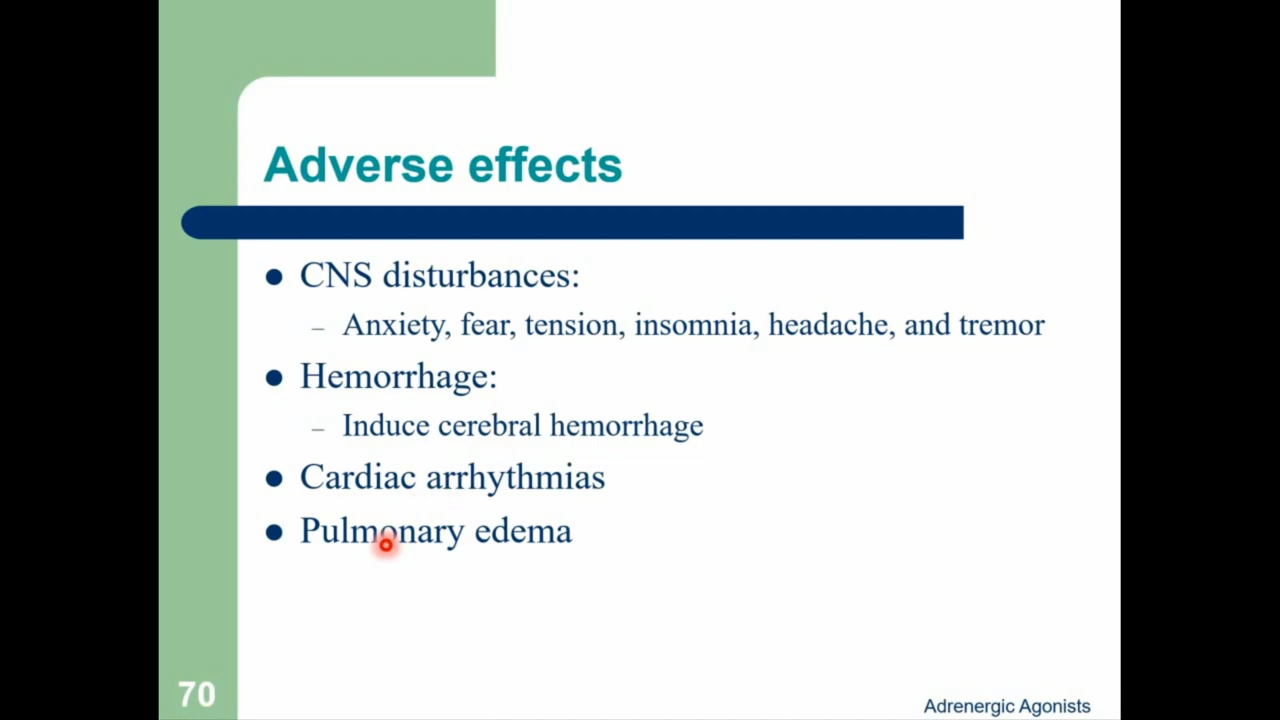 Adverse effects
● CNS disturbances:
– Anxiety, fear, tension, insomnia, headache, and tremor
● Hemorrhage:
– Induce cerebral hemorrhage
● Cardiac arrhythmias
● Pulmonary edema
70
Adrenergic Agonists